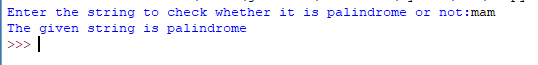 Enter the string to check whether it is palindrome or not:mam
The given string is palindrome
>>>